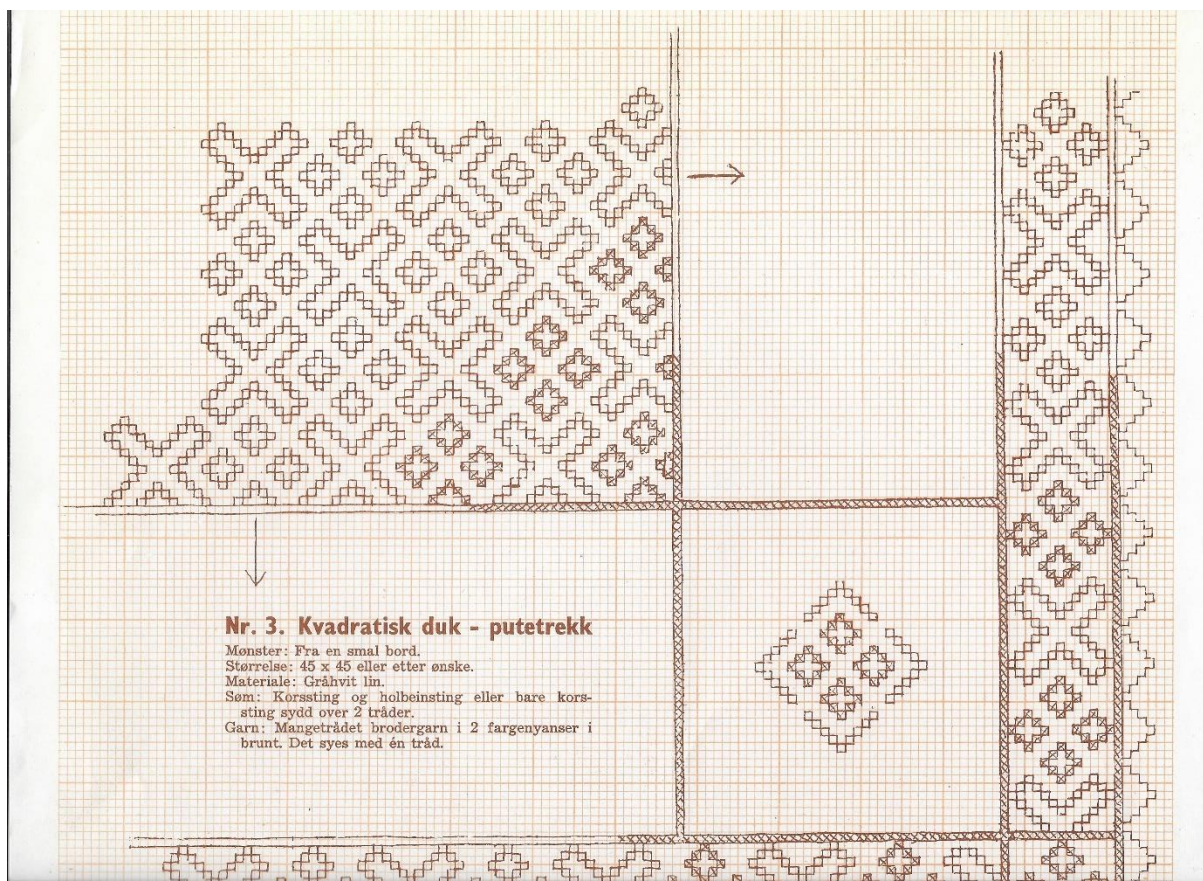 Nr. 3. Kvadratisk duk - putetrekk
Mønster: Fra en smal bord.
Størrelse: 45 x 45 eller etter ønske.
Materiale: Gråhvit lin.
Søm: Korssting og holbeinsting eller bare kors-
sting sydd over 2 tråder.
Garn: Mangetrådet brodergarn i 2 fargenyanser i
brunt. Det syes med én tråd.